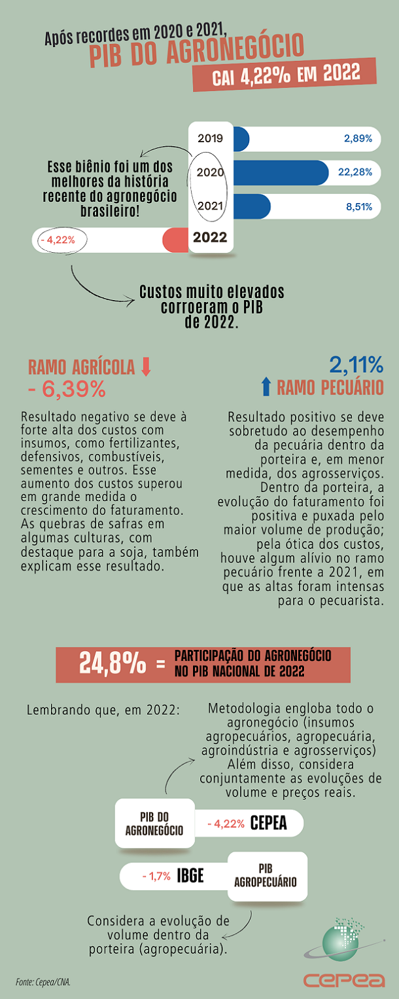 Após recordes em 2020 e 2021,
PIB DO AGRONEGÓCIO
CAI 4,22% EM 2022
2019
2,89%
2020
22,28%
2021
8,51%
2022
- 4,22%
Esse biênio foi um dos
melhores da história
recente do agronegócio
brasileiro!
Custos muito elevados
corroeram o PIB
de 2022.
RAMO AGRÍCOLA
- 6,39%
Resultado negativo se deve à
forte alta dos custos com
insumos, como fertilizantes,
defensivos, combustíveis,
sementes e outros. Esse
aumento dos custos superou
em grande medida o
crescimento do faturamento.
As quebras de safras em
algumas culturas, com
destaque para a soja, também
explicam esse resultado.
2,11%
RAMO PECUÁRIO
Resultado positivo se deve
sobretudo ao desempenho
da pecuária dentro da
porteira e, em menor
medida, dos agrosserviços.
Dentro da porteira, a
evolução do faturamento foi
positiva e puxada pelo
maior volume de produção;
pela ótica dos custos,
houve algum alívio no ramo
pecuário frente a 2021, em
que as altas foram intensas
para o pecuarista.
24,8% =
PARTICIPAÇÃO DO AGRONEGÓCIO
NO PIB NACIONAL DE 2022
Lembrando que, em 2022:
Metodologia engloba todo o
agronegócio (insumos
agropecuários, agropecuária,
agroindústria e agrosserviços)
Além disso, considera
conjuntamente as evoluções de
volume e preços reais.
PIB DO
AGRONEGÓCIO
- 4,22% CEPEA
- 1,7% IBGE
PIB
AGROPECUÁRIO
Considera a evolução de
volume dentro da
porteira (agropecuária).
Fonte: Cepea/CNA.
CEPEA